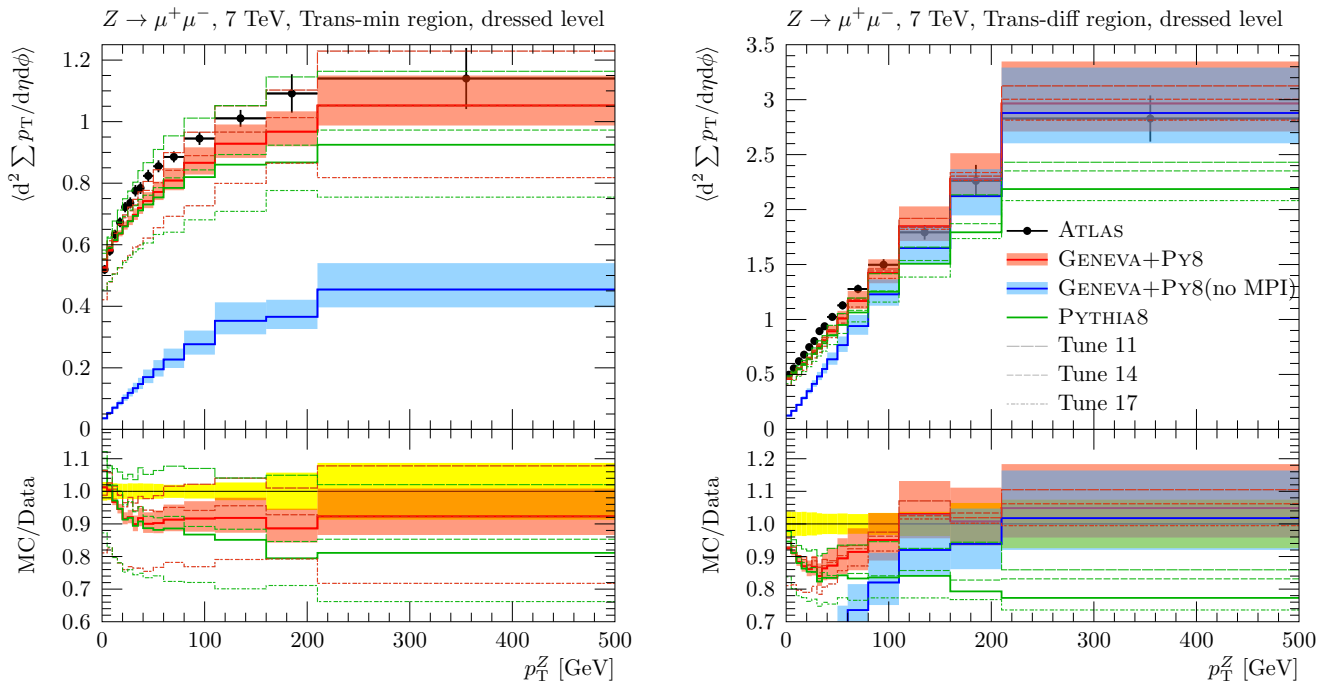 Z → μ⁺μ⁻, 7 TeV, Trans-min region, dressed level
⟨d² ∑ p_T/dηdϕ⟩
1.2
1
0.8
0.6
0.4
0.2
0
MC/Data
1.1
1.0
0.9
0.8
0.7
0.6
0 100 200 300 400 500
p_T^Z [GeV]
Z → μ⁺μ⁻, 7 TeV, Trans-diff region, dressed level
⟨d² ∑ p_T/dηdϕ⟩
3.5
3
2.5
2
1.5
1
0.5
0
ATLAS
GENEVA+PY8
GENEVA+PY8(no MPI)
PYTHIA8
Tune 11
Tune 14
Tune 17
MC/Data
1.2
1.1
1.0
0.9
0.8
0.7
0 100 200 300 400 500
p_T^Z [GeV]